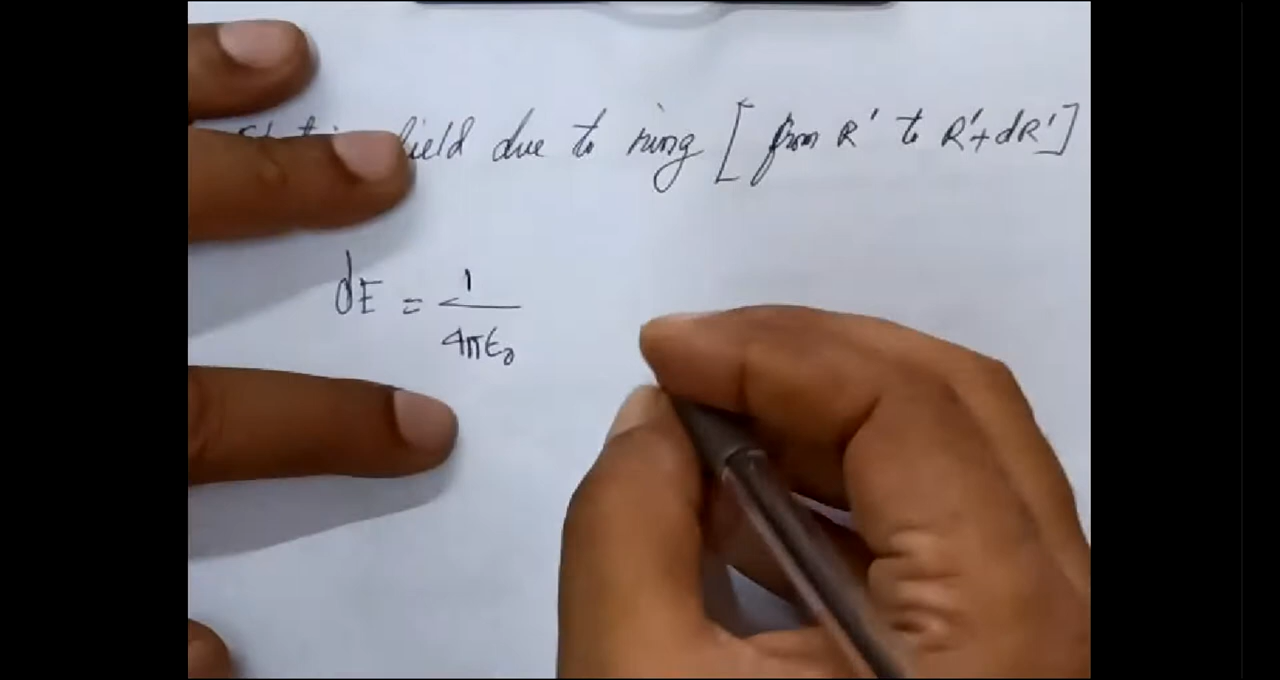 field due to ring [ from R' to R'+dR' ]
dE = 1
4πε₀